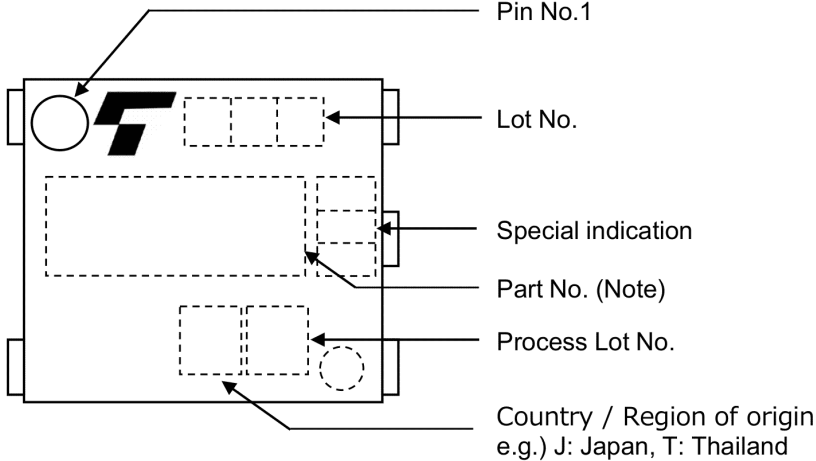 Pin No.1
Lot No.
Special indication
Part No. (Note)
Process Lot No.
Country / Region of origin
e.g.) J: Japan, T: Thailand